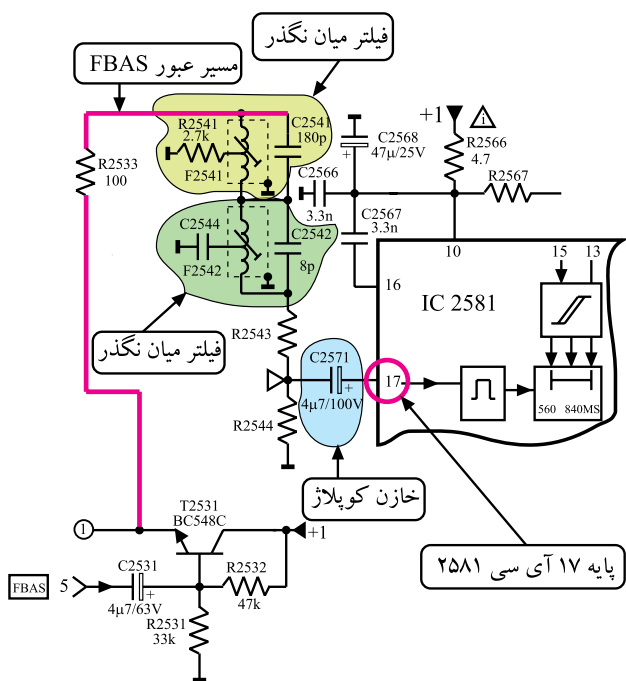 فیلتر میان نگذر
مسیر عبور FBAS
+1
i
R2541
2.7k
C2541
180p
C2568
47µ/25V
+
R2566
4.7
R2533
100
F2541
C2566
3.3n
R2567
C2567
3.3n
C2544
F2542
C2542
8p
10
15
13
16
IC 2581
R2543
فیلتر میان نگذر
C2571
+
4µ7/100V
17
560
840MS
R2544
خازن کوپلاژ
T2531
BC548C
1
+1
پایه ۱۷ آی سی ۲۵۸۱
FBAS
5
C2531
+
4µ7/63V
R2532
47k
R2531
33k